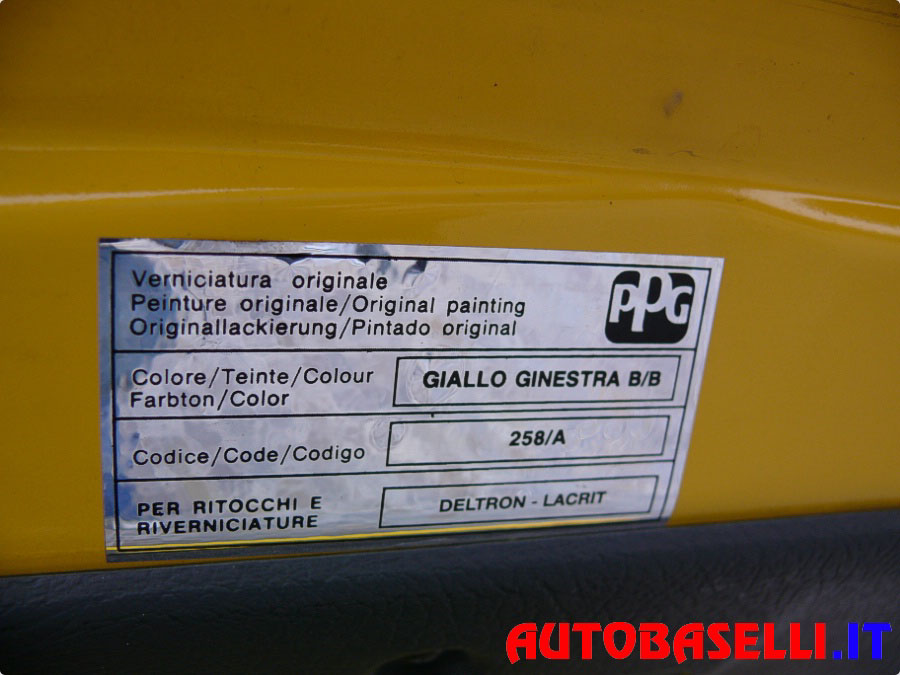 Verniciatura originale
Peinture originale/Original painting
Originallackierung/Pintado original
PPG
Colore/Teinte/Colour
Farbton/Color
GIALLO GINESTRA B/B
Codice/Code/Codigo
258/A
PER RITOCCHI E
RIVERNICIATURE
DELTRON - LACRIT
AUTOBASELLI.IT